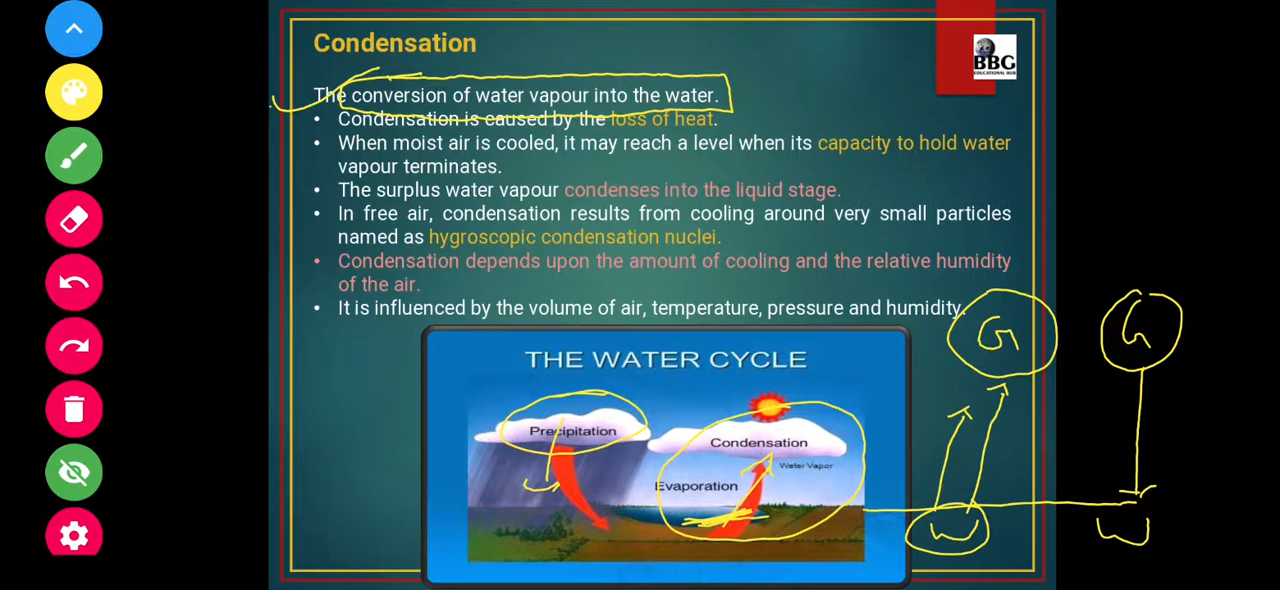 Condensation
BBG
EDUCATIONAL HUB
The conversion of water vapour into the water.
• Condensation is caused by the loss of heat.
• When moist air is cooled, it may reach a level when its capacity to hold water
vapour terminates.
• The surplus water vapour condenses into the liquid stage.
• In free air, condensation results from cooling around very small particles
named as hygroscopic condensation nuclei.
• Condensation depends upon the amount of cooling and the relative humidity
of the air.
• It is influenced by the volume of air, temperature, pressure and humidity.
THE WATER CYCLE
Precipitation
Condensation
Water Vapor
Evaporation
G
G
W
W